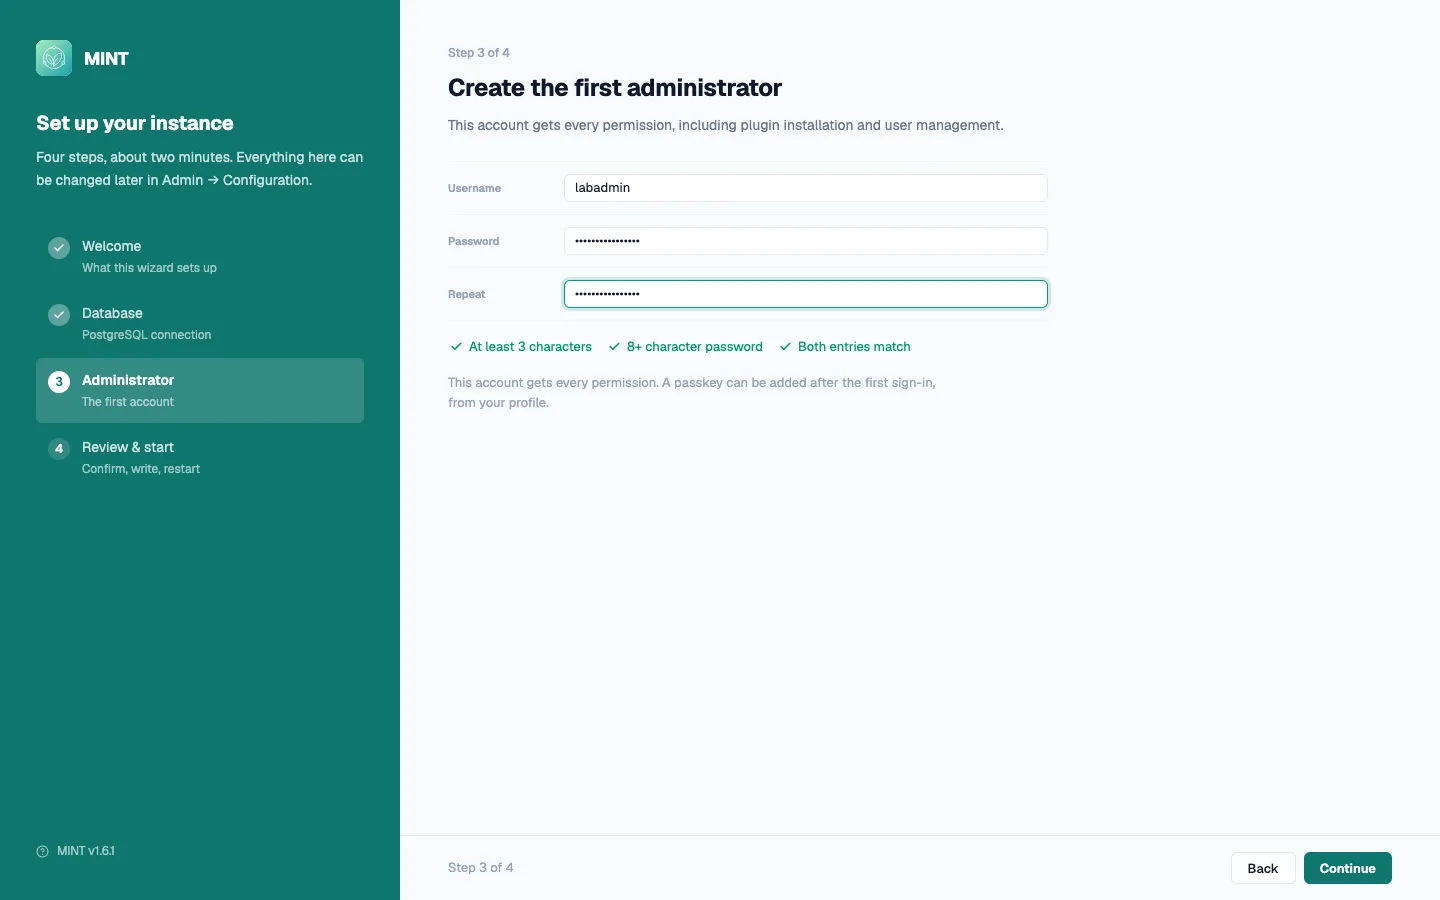 MINT
Set up your instance
Four steps, about two minutes. Everything here can
be changed later in Admin → Configuration.
Welcome
What this wizard sets up
Database
PostgreSQL connection
3 Administrator
The first account
4 Review & start
Confirm, write, restart
MINT v1.6.1
Step 3 of 4
Create the first administrator
This account gets every permission, including plugin installation and user management.
Username labadmin
Password ••••••••••••••••
Repeat ••••••••••••••••
At least 3 characters 8+ character password Both entries match
This account gets every permission. A passkey can be added after the first sign-in,
from your profile.
Step 3 of 4 Back Continue